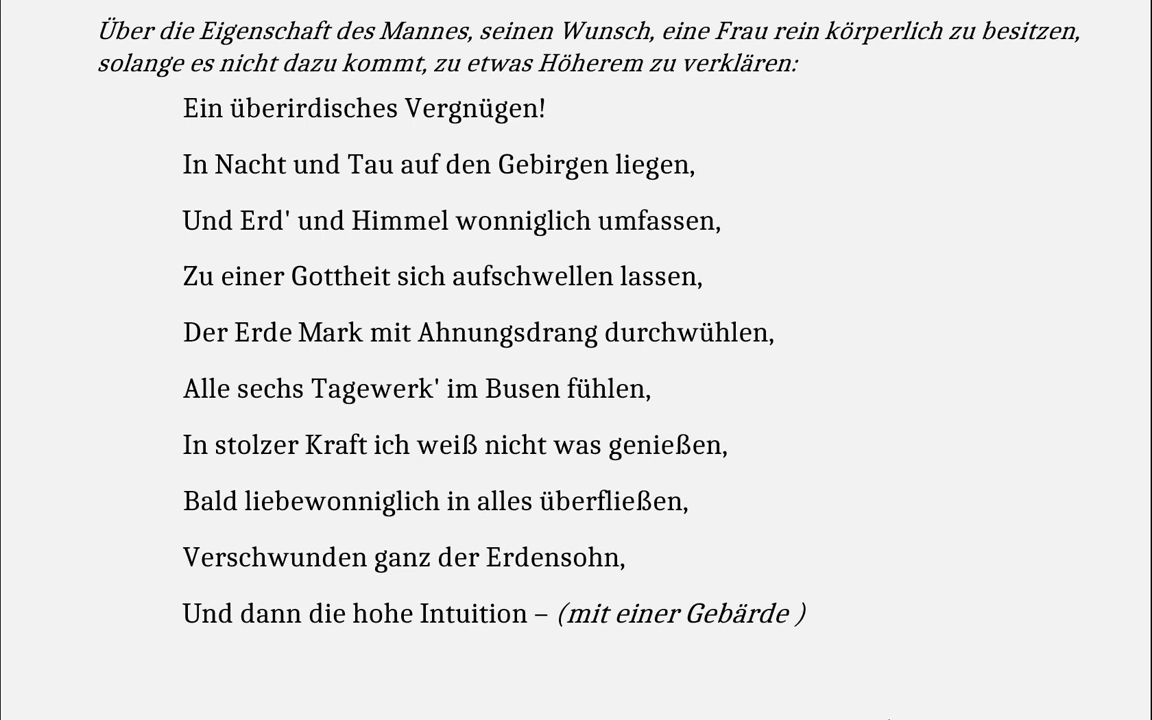 Über die Eigenschaft des Mannes, seinen Wunsch, eine Frau rein körperlich zu besitzen,
solange es nicht dazu kommt, zu etwas Höherem zu verklären:
Ein überirdisches Vergnügen!
In Nacht und Tau auf den Gebirgen liegen,
Und Erd' und Himmel wonniglich umfassen,
Zu einer Gottheit sich aufschwellen lassen,
Der Erde Mark mit Ahnungsdrang durchwühlen,
Alle sechs Tagewerk' im Busen fühlen,
In stolzer Kraft ich weiß nicht was genießen,
Bald liebewonniglich in alles überfließen,
Verschwunden ganz der Erdensohn,
Und dann die hohe Intuition – (mit einer Gebärde )